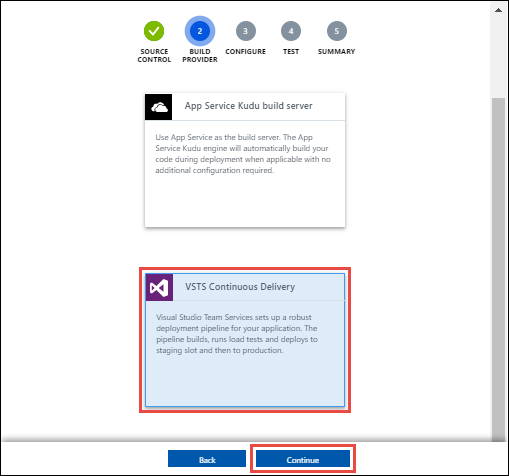 2
3
4
5
SOURCE CONTROL
BUILD PROVIDER
CONFIGURE
TEST
SUMMARY
App Service Kudu build server
Use App Service as the build server. The App
Service Kudu engine will automatically build your
code during deployment when applicable with no
additional configuration required.
VSTS Continuous Delivery
Visual Studio Team Services sets up a robust
deployment pipeline for your application. The
pipeline builds, runs load tests and deploys to
staging slot and then to production.
Back
Continue